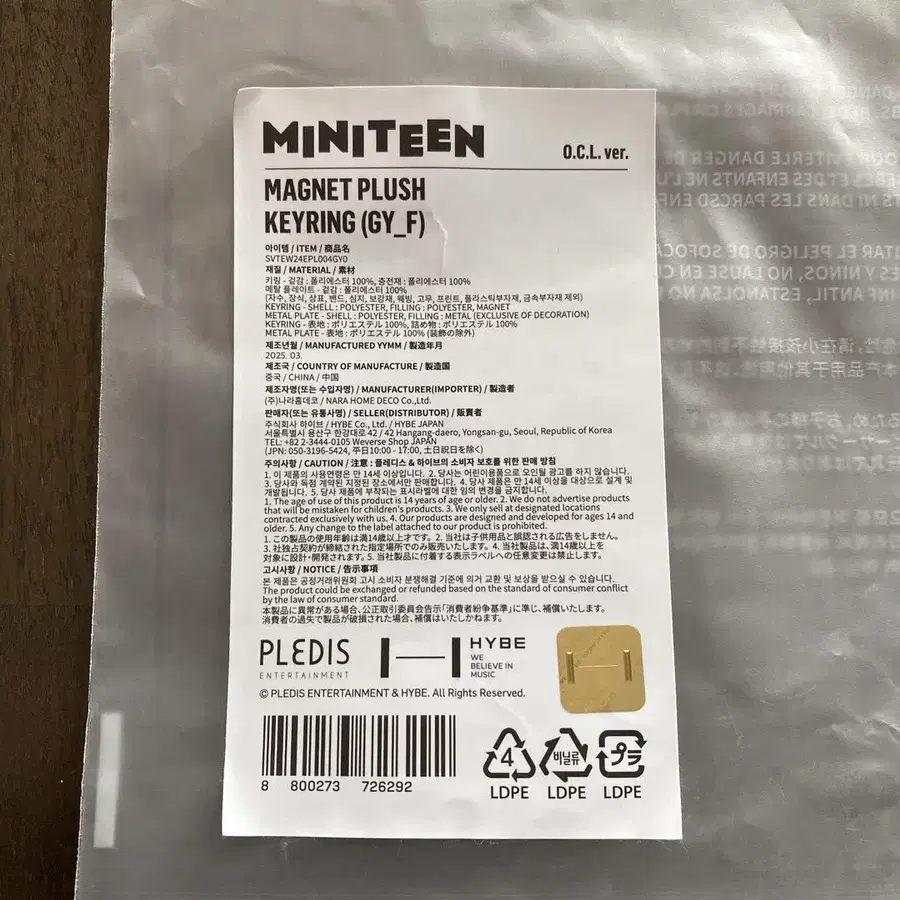 MINITEEN
O.C.L. ver.
MAGNET PLUSH
KEYRING (GY_F)
아이템 / ITEM / 商品名
SVTEW24EPL004GY0
재질 / MATERIAL / 素材
키링 - 겉감 : 폴리에스터 100%, 충전재 : 폴리에스터 100%
메탈 플레이트 - 겉감 : 폴리에스터 100%
(자수, 장식, 상표, 밴드, 심지, 보강재, 웨빙, 고무, 프린트, 플라스틱부자재, 금속부자재 제외)
KEYRING - SHELL : POLYESTER, FILLING : POLYESTER, MAGNET
METAL PLATE - SHELL : POLYESTER, FILLING : METAL (EXCLUSIVE OF DECORATION)
KEYRING - 表地 : ポリエステル 100%, 詰め物 : ポリエステル 100%
METAL PLATE - 表地 : ポリエステル 100% (装飾の除外)
제조년월 / MANUFACTURED YYMM / 製造年月
2025. 03.
제조국 / COUNTRY OF MANUFACTURE / 製造国
중국 / CHINA / 中国
제조자명(또는 수입자명) / MANUFACTURER(IMPORTER) / 製造者
(주)나라홈데코 / NARA HOME DECO Co.,Ltd.
판매자(또는 유통사명) / SELLER(DISTRIBUTOR) / 販賣者
주식회사 하이브 / HYBE Co., Ltd. / HYBE JAPAN
서울특별시 용산구 한강대로 42 / 42 Hangang-daero, Yongsan-gu, Seoul, Republic of Korea
TEL: +82 2-3444-0105 Weverse Shop JAPAN
(JPN: 050-3196-5424, 平日10:00 - 17:00, 土日祝日を除く)
주의사항 / CAUTION / 注意 : 플레디스 & 하이브의 소비자 보호를 위한 판매 방침
1. 이 제품의 사용연령은 만 14세 이상입니다. 2. 당사는 어린이용품으로 오인될 광고를 하지 않습니다.
3. 당사와 독점 계약된 지정된 장소에서만 판매합니다. 4. 당사 제품은 만 14세 이상을 대상으로 설계 및
개발됩니다. 5. 당사 제품에 부착되는 표시라벨에 대한 임의 변경을 금지합니다.
1. The age of use of this product is 14 years of age or older. 2. We do not advertise products
that will be mistaken for children's products. 3. We only sell at designated locations
contracted exclusively with us. 4. Our products are designed and developed for ages 14 and
older. 5. Any change to the label attached to our product is prohibited.
1. この製品の使用年齢は満14歳以上才です。2. 当社は子供用品と誤認される広告をしません。
3. 社独占契約が締結された指定場所でのみ販売いたします。4. 当社製品は、満14歳以上を
対象に設計・開発されます。5. 当社製品に付着する表示ラベルへの任意変更は禁止します。
고시사항 / NOTICE / 告示事項
본 제품은 공정거래위원회 고시 소비자 분쟁해결 기준에 의거 교환 및 보상을 받으실 수 있습니다.
The product could be exchanged or refunded based on the standard of consumer conflict
by the law of consumer standard.
本製品に異常がある場合、公正取引委員会告示「消費者紛争基準」に準じ、補償いたします。
消費者の過失で製品が破損された場合、補償はいたしかねます。
PLEDIS
ENTERTAINMENT
HYBE
WE
BELIEVE IN
MUSIC
© PLEDIS ENTERTAINMENT & HYBE. All Rights Reserved.
8 800273 726292
4
LDPE
비닐류
LDPE
プラ
LDPE